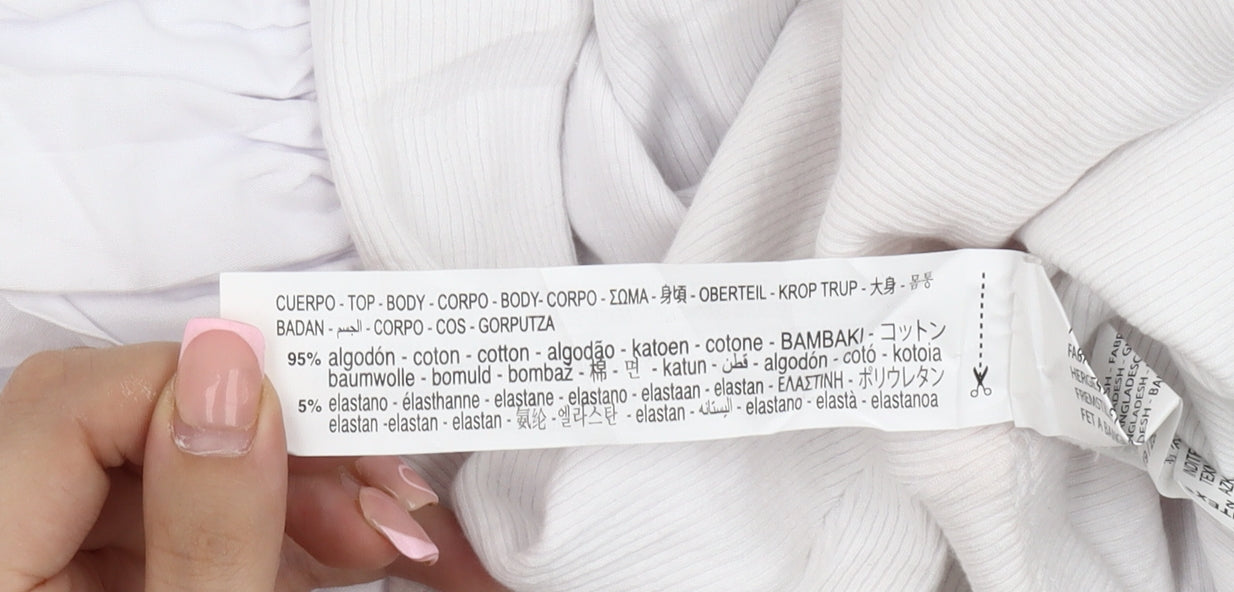 CUERPO - TOP - BODY - CORPO - BODY- CORPO - ΣΩΜΑ - 身頃 - OBERTEIL - KROP TRUP - 大身 - 몸통
BADAN - الجسم - CORPO - COS - GORPUTZA
95% algodón - coton - cotton - algodão - katoen - cotone - BAMBAKI - コットン
baumwolle - bomuld - bombaž - 棉 - 면 - katun - قطن - algodón - cotó - kotoia
5% elastano - élasthanne - elastane - elastano - elastaan - elastan - ΕΛΑΣΤΙΝΗ - ポリウレタン
elastan -elastan - elastan - 氨纶 -엘라스탄 - elastan - - elastano - elastà - elastanoa